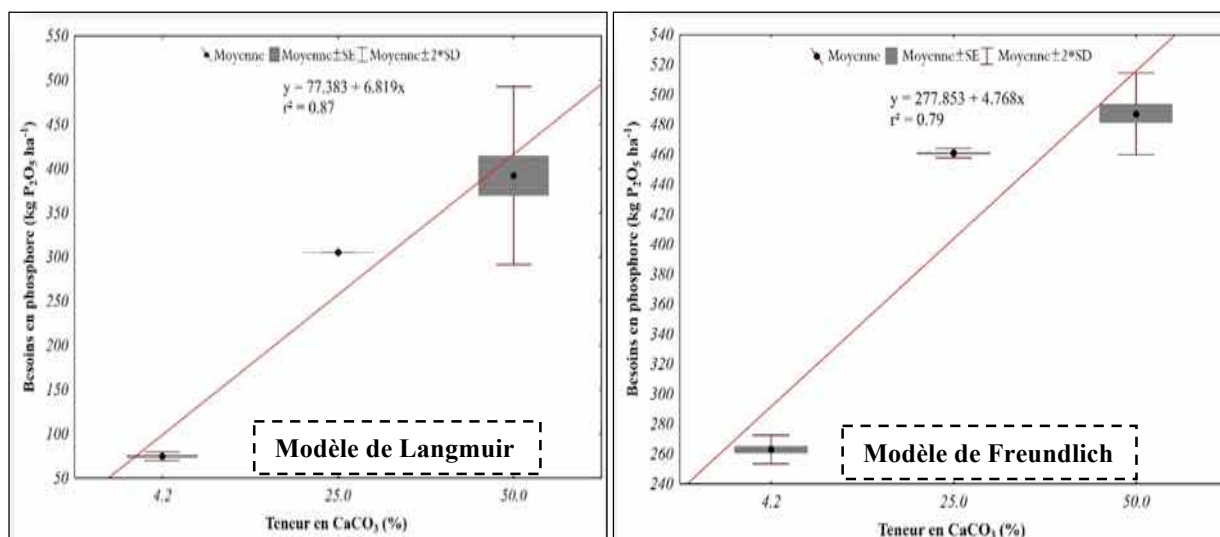 550
500
450
400
350
300
250
200
150
100
50
Besoins en phosphore (kg P₂O₅ ha⁻¹)
Moyenne Moyenne±SE Moyenne±2*SD
y = 77.383 + 6.819x
r² = 0.87
Modèle de Langmuir
4.2 25.0 50.0
Teneur en CaCO₃ (%)
540
520
500
480
460
440
420
400
380
360
340
320
300
280
260
240
Besoins en phosphore (kg P₂O₅ ha⁻¹)
Moyenne Moyenne±SE Moyenne±2*SD
y = 277.853 + 4.768x
r² = 0.79
Modèle de Freundlich
4.2 25.0 50.0
Teneur en CaCO₃ (%)